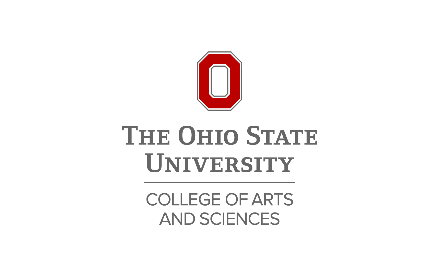 O
THE OHIO STATE
UNIVERSITY
COLLEGE OF ARTS
AND SCIENCES